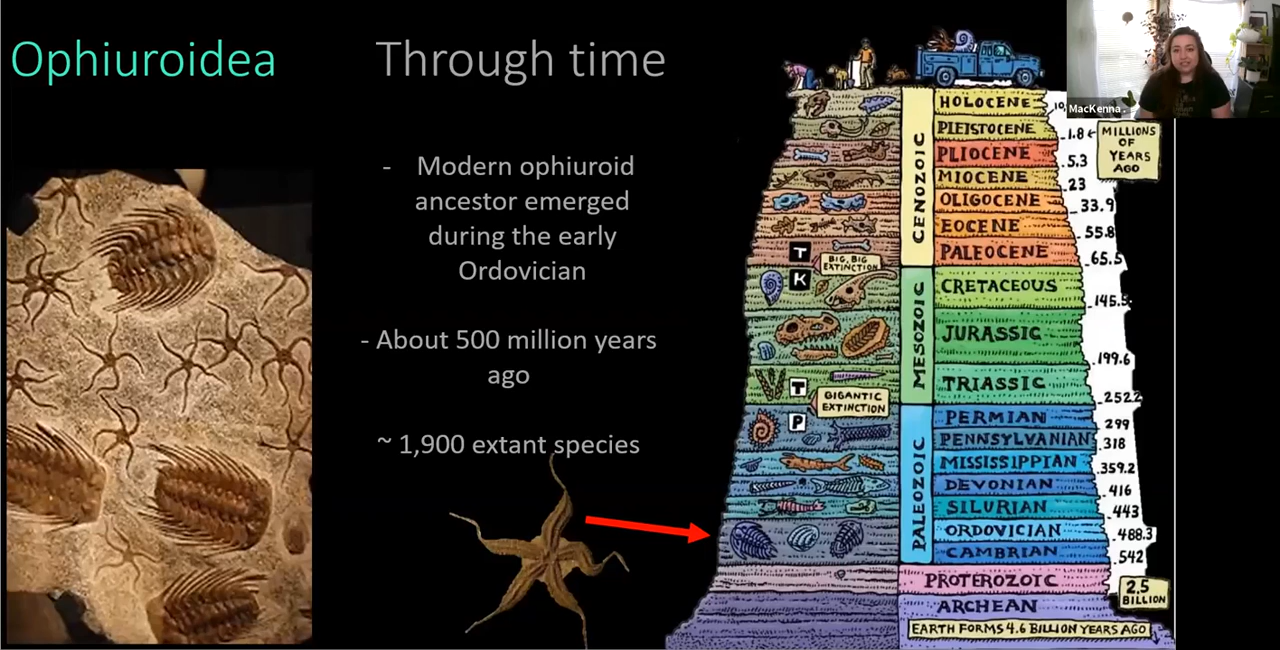 Ophiuroidea
Through time
- Modern ophiuroid
ancestor emerged
during the early
Ordovician
- About 500 million years
ago
~ 1,900 extant species
MacKenna
CENOZOIC
HOLOCENE
PLEISTOCENE
PLIOCENE
MIOCENE
OLIGOCENE
EOCENE
PALEOCENE
MESOZOIC
CRETACEOUS
JURASSIC
TRIASSIC
PALEOZOIC
PERMIAN
PENNSYLVANIAN
MISSISSIPPIAN
DEVONIAN
SILURIAN
ORDOVICIAN
CAMBRIAN
PROTEROZOIC
ARCHEAN
EARTH FORMS 4.6 BILLION YEARS AGO
T
BIG, BIG
EXTINCTION
K
T
GIGANTIC
EXTINCTION
P
MILLIONS
OF
YEARS
AGO
1.8
5.3
23
33.9
55.8
65.5
145.5
199.6
252.2
299
318
359.2
416
443
488.3
542
2.5
BILLION